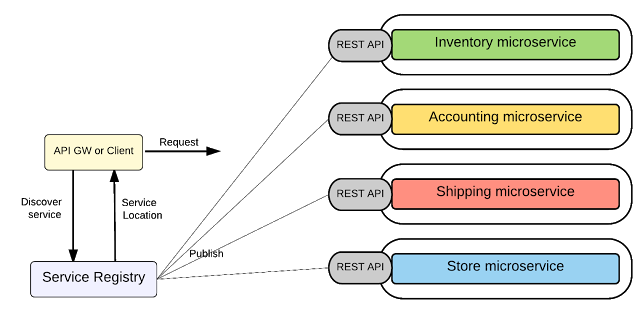 REST API
Inventory microservice
REST API
Accounting microservice
API GW or Client
Request
REST API
Shipping microservice
Discover
service
Service
Location
Publish
Service Registry
REST API
Store microservice